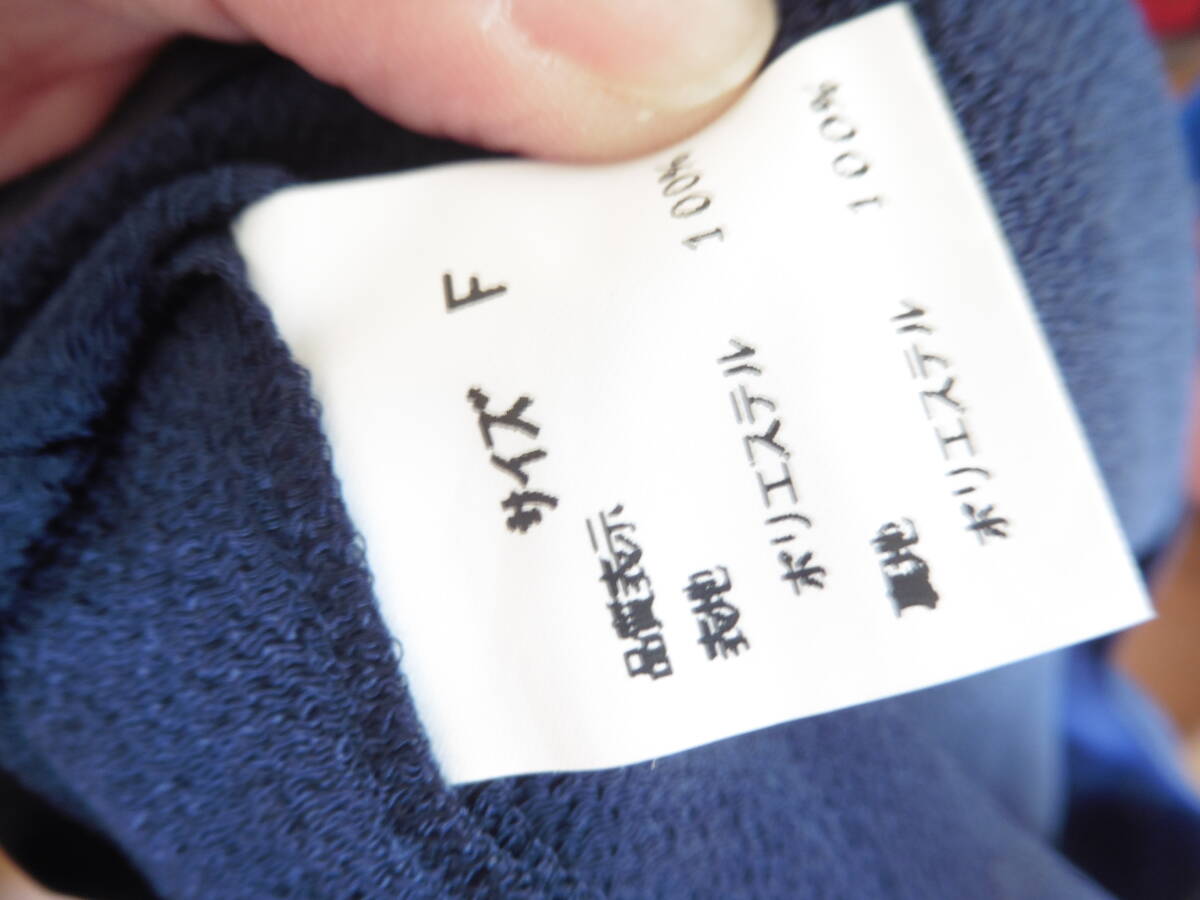 サイズ F
品質表示
表地
ポリエステル 100%
裏地
ポリエステル 100%